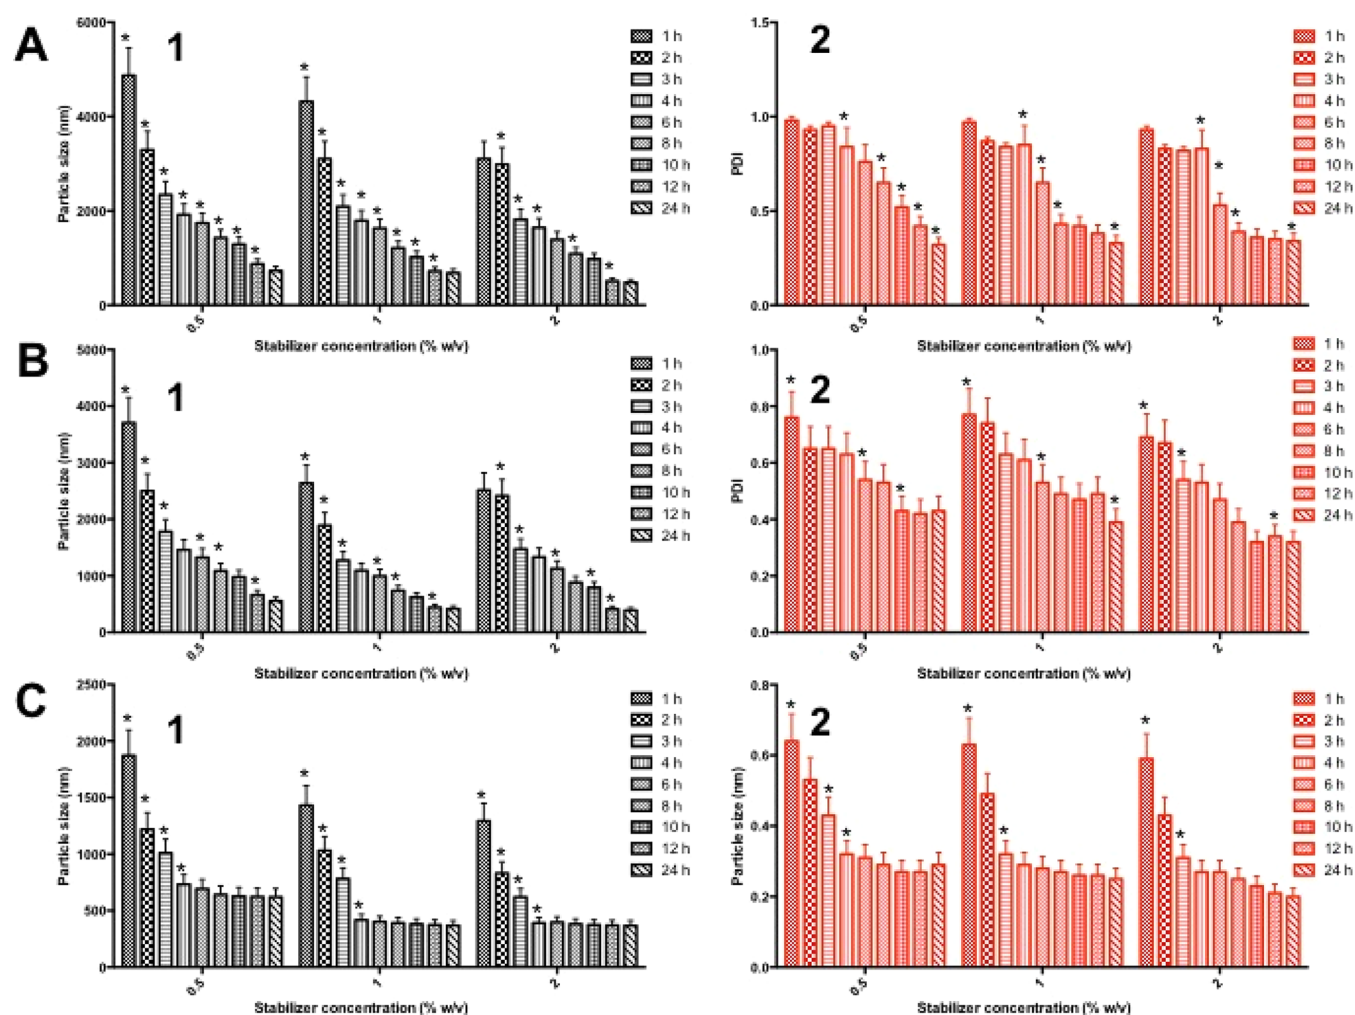 A
1
6000
4000
2000
0
Particle size (nm)
0.5
1
2
Stabilizer concentration (% w/v)
1 h
2 h
3 h
4 h
6 h
8 h
10 h
12 h
24 h
2
1.5
1.0
0.5
0.0
PDI
0.5
1
2
Stabilizer concentration (% w/v)
1 h
2 h
3 h
4 h
6 h
8 h
10 h
12 h
24 h
B
1
5000
4000
3000
2000
1000
0
Particle size (nm)
0.5
1
2
Stabilizer concentration (% w/v)
1 h
2 h
3 h
4 h
6 h
8 h
10 h
12 h
24 h
2
1.0
0.8
0.6
0.4
0.2
0.0
PDI
0.5
1
2
Stabilizer concentration (% w/v)
1 h
2 h
3 h
4 h
6 h
8 h
10 h
12 h
24 h
C
1
2500
2000
1500
1000
500
0
Particle size (nm)
0.5
1
2
Stabilizer concentration (% w/v)
1 h
2 h
3 h
4 h
6 h
8 h
10 h
12 h
24 h
2
0.8
0.6
0.4
0.2
0.0
Particle size (nm)
0.5
1
2
Stabilizer concentration (% w/v)
1 h
2 h
3 h
4 h
6 h
8 h
10 h
12 h
24 h